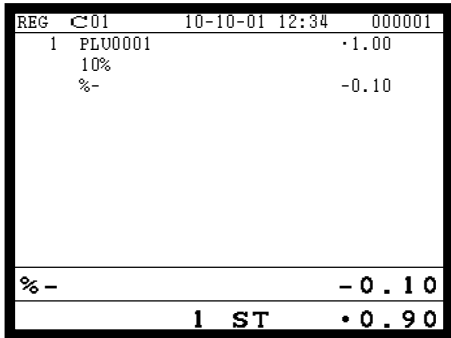 REG C01 10-10-01 12:34 000001
1 PLU0001 ·1.00
10%
%- -0.10
%- -0.10
1 ST ·0.90